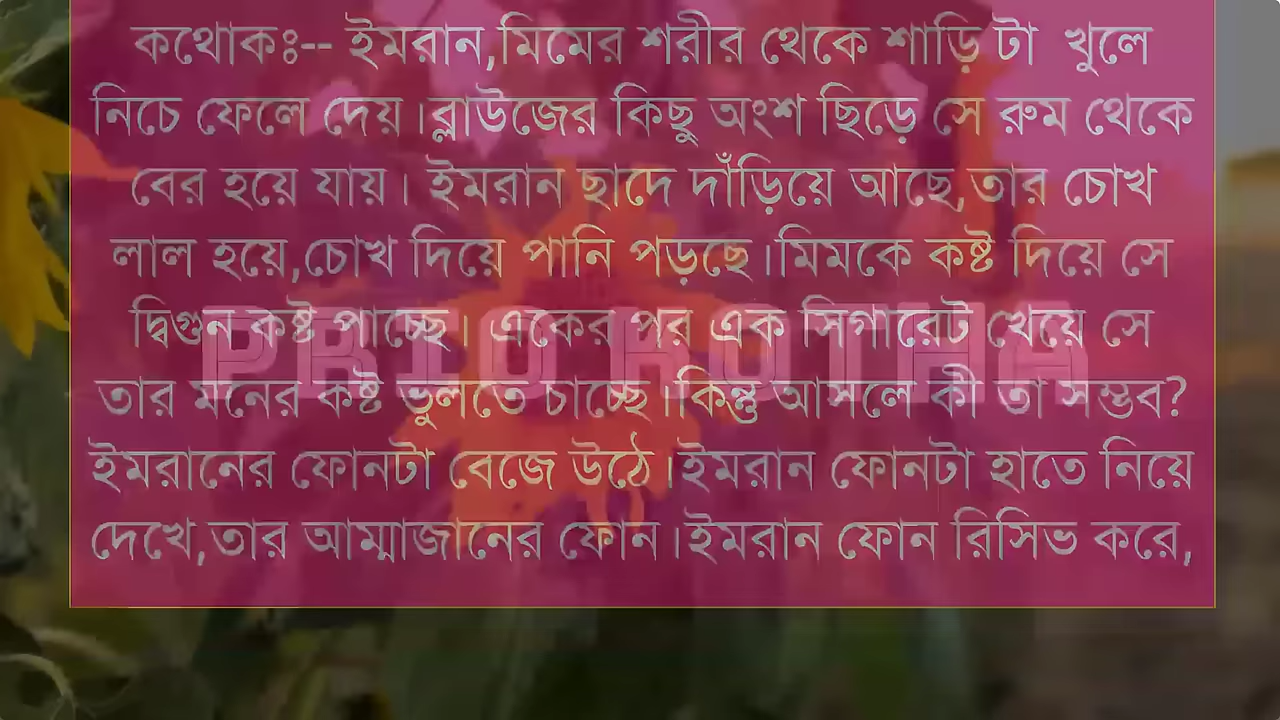 কথোকঃ-- ইমরান,মিমের শরীর থেকে শাড়ি টা খুলে
নিচে ফেলে দেয়।ব্লাউজের কিছু অংশ ছিড়ে সে রুম থেকে
বের হয়ে যায়। ইমরান ছাদে দাঁড়িয়ে আছে,তার চোখ
লাল হয়ে,চোখ দিয়ে পানি পড়ছে।মিমকে কষ্ট দিয়ে সে
দ্বিগুন কষ্ট পাচ্ছে। একের পর এক সিগারেট খেয়ে সে
PRIO KOTHA
তার মনের কষ্ট ভুলতে চাচ্ছে।কিন্তু আসলে কী তা সম্ভব?
ইমরানের ফোনটা বেজে উঠে।ইমরান ফোনটা হাতে নিয়ে
দেখে,তার আম্মাজানের ফোন।ইমরান ফোন রিসিভ করে,